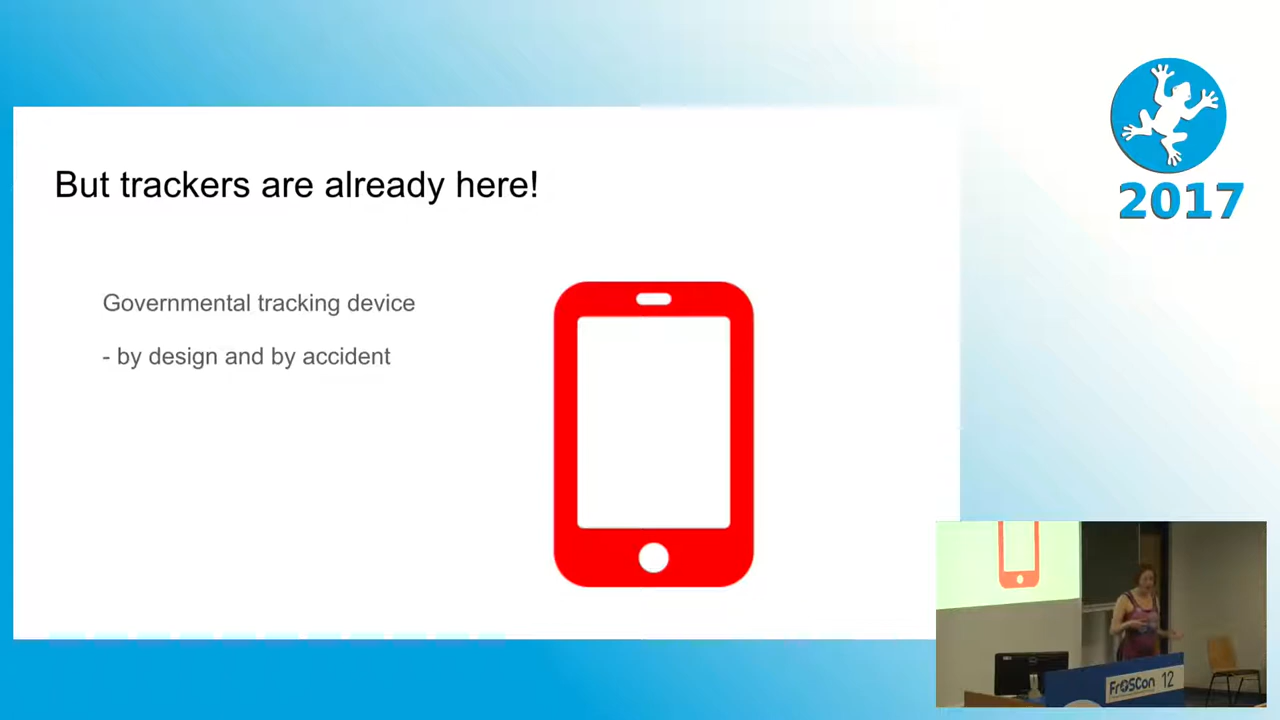 But trackers are already here!
Governmental tracking device
- by design and by accident
2017
FrOSCon 12